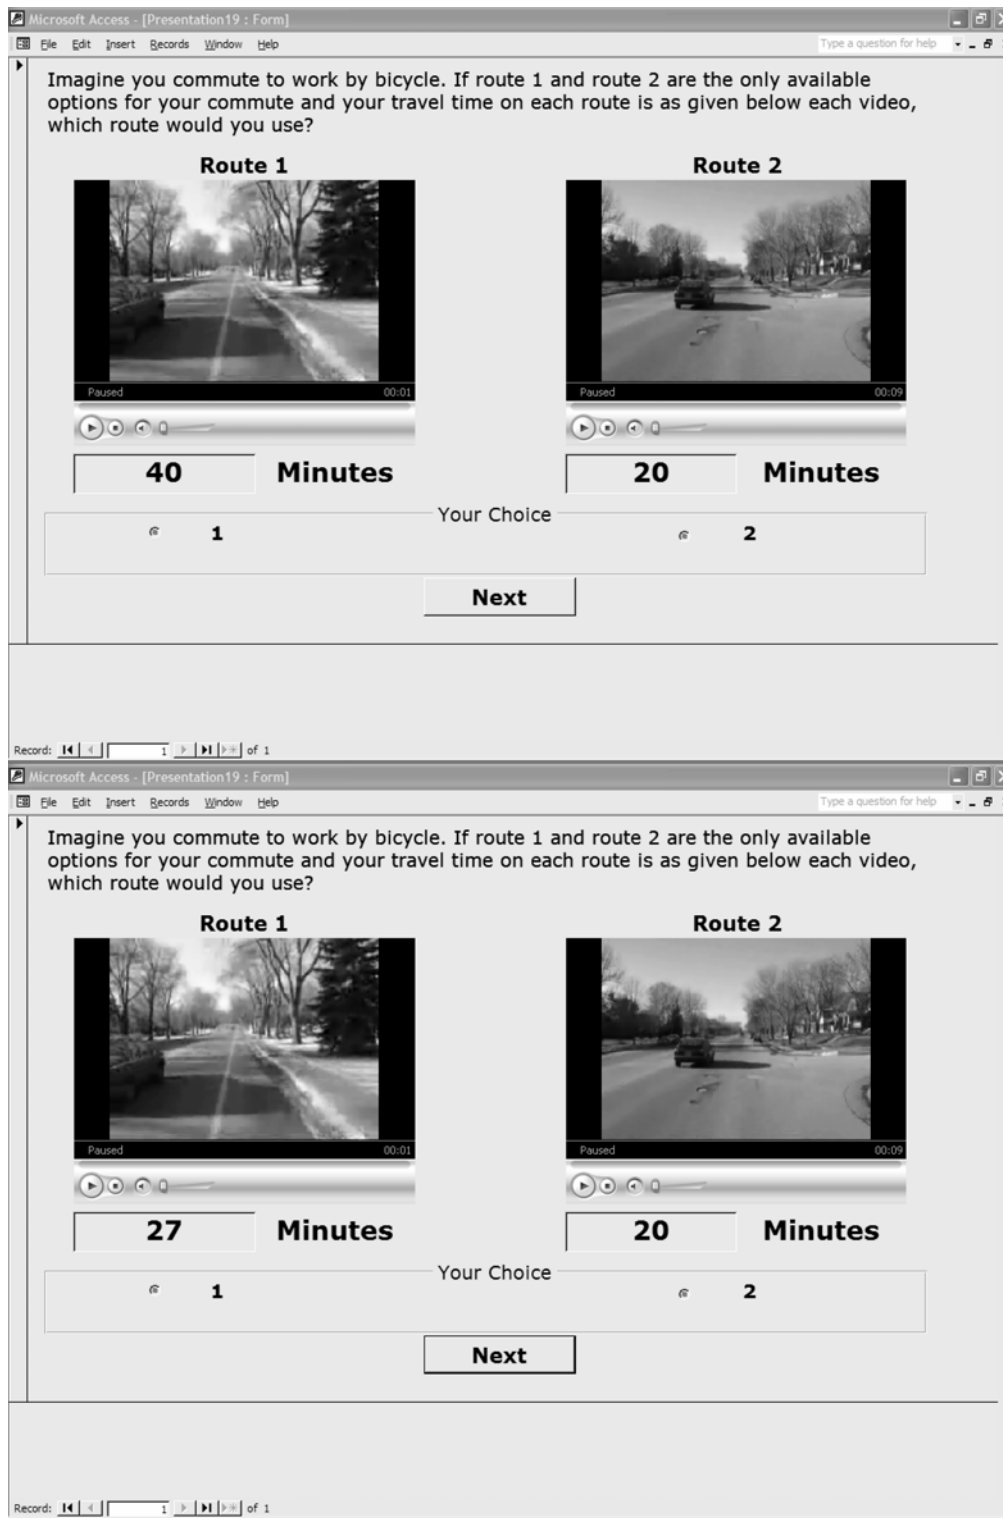 Microsoft Access - [Presentation19 : Form]
File Edit Insert Records Window Help Type a question for help
Imagine you commute to work by bicycle. If route 1 and route 2 are the only available
options for your commute and your travel time on each route is as given below each video,
which route would you use?
Route 1 Route 2
Paused 00:01 Paused 00:09
40 Minutes 20 Minutes
Your Choice
1 2
Next
Record: 1 of 1
Microsoft Access - [Presentation19 : Form]
File Edit Insert Records Window Help Type a question for help
Imagine you commute to work by bicycle. If route 1 and route 2 are the only available
options for your commute and your travel time on each route is as given below each video,
which route would you use?
Route 1 Route 2
Paused 00:01 Paused 00:09
27 Minutes 20 Minutes
Your Choice
1 2
Next
Record: 1 of 1